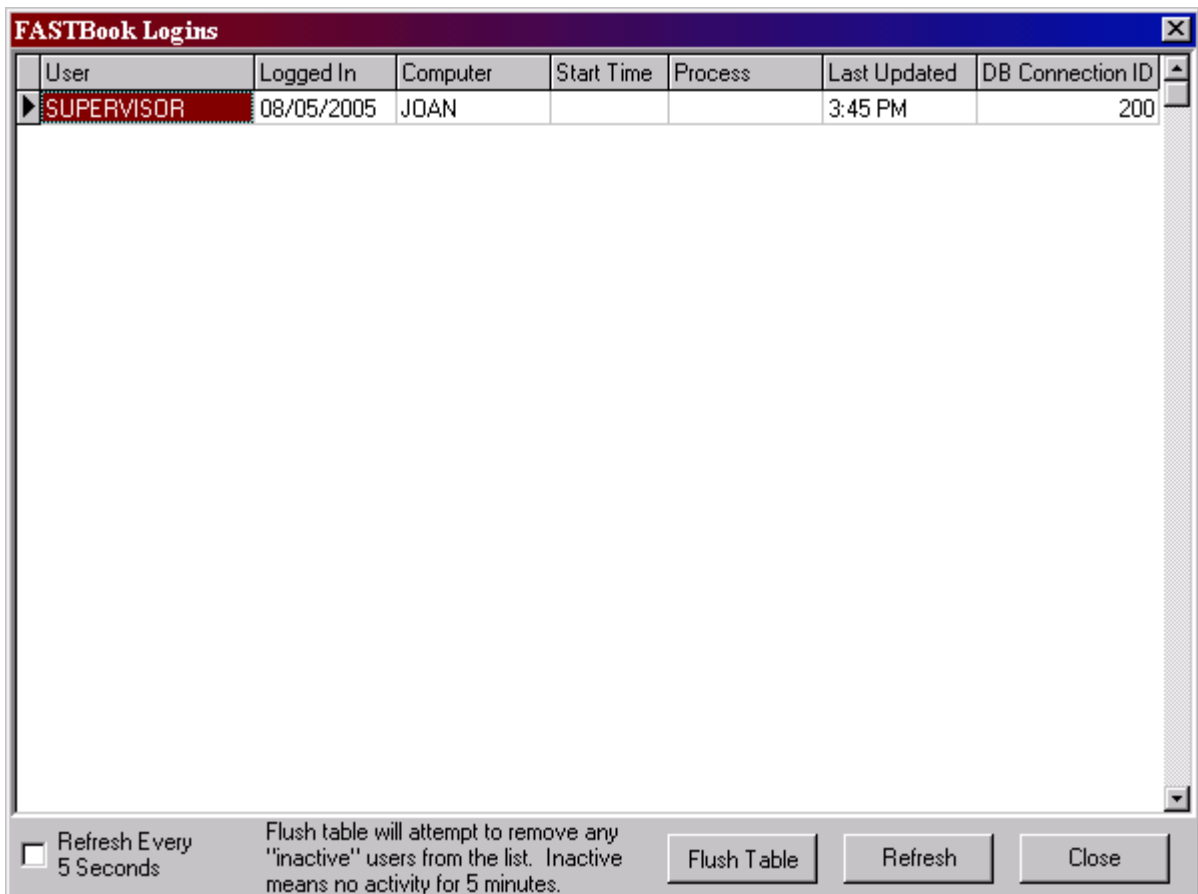 FASTBook Logins
User Logged In Computer Start Time Process Last Updated DB Connection ID
SUPERVISOR 08/05/2005 JOAN 3:45 PM 200
Refresh Every
5 Seconds
Flush table will attempt to remove any
"inactive" users from the list. Inactive
means no activity for 5 minutes.
Flush Table Refresh Close